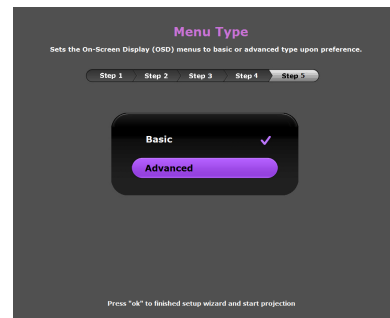 Menu Type
Sets the On-Screen Display (OSD) menus to basic or advanced type upon preference.
Step 1 Step 2 Step 3 Step 4 Step 5
Basic
Advanced
Press "ok" to finished setup wizard and start projection